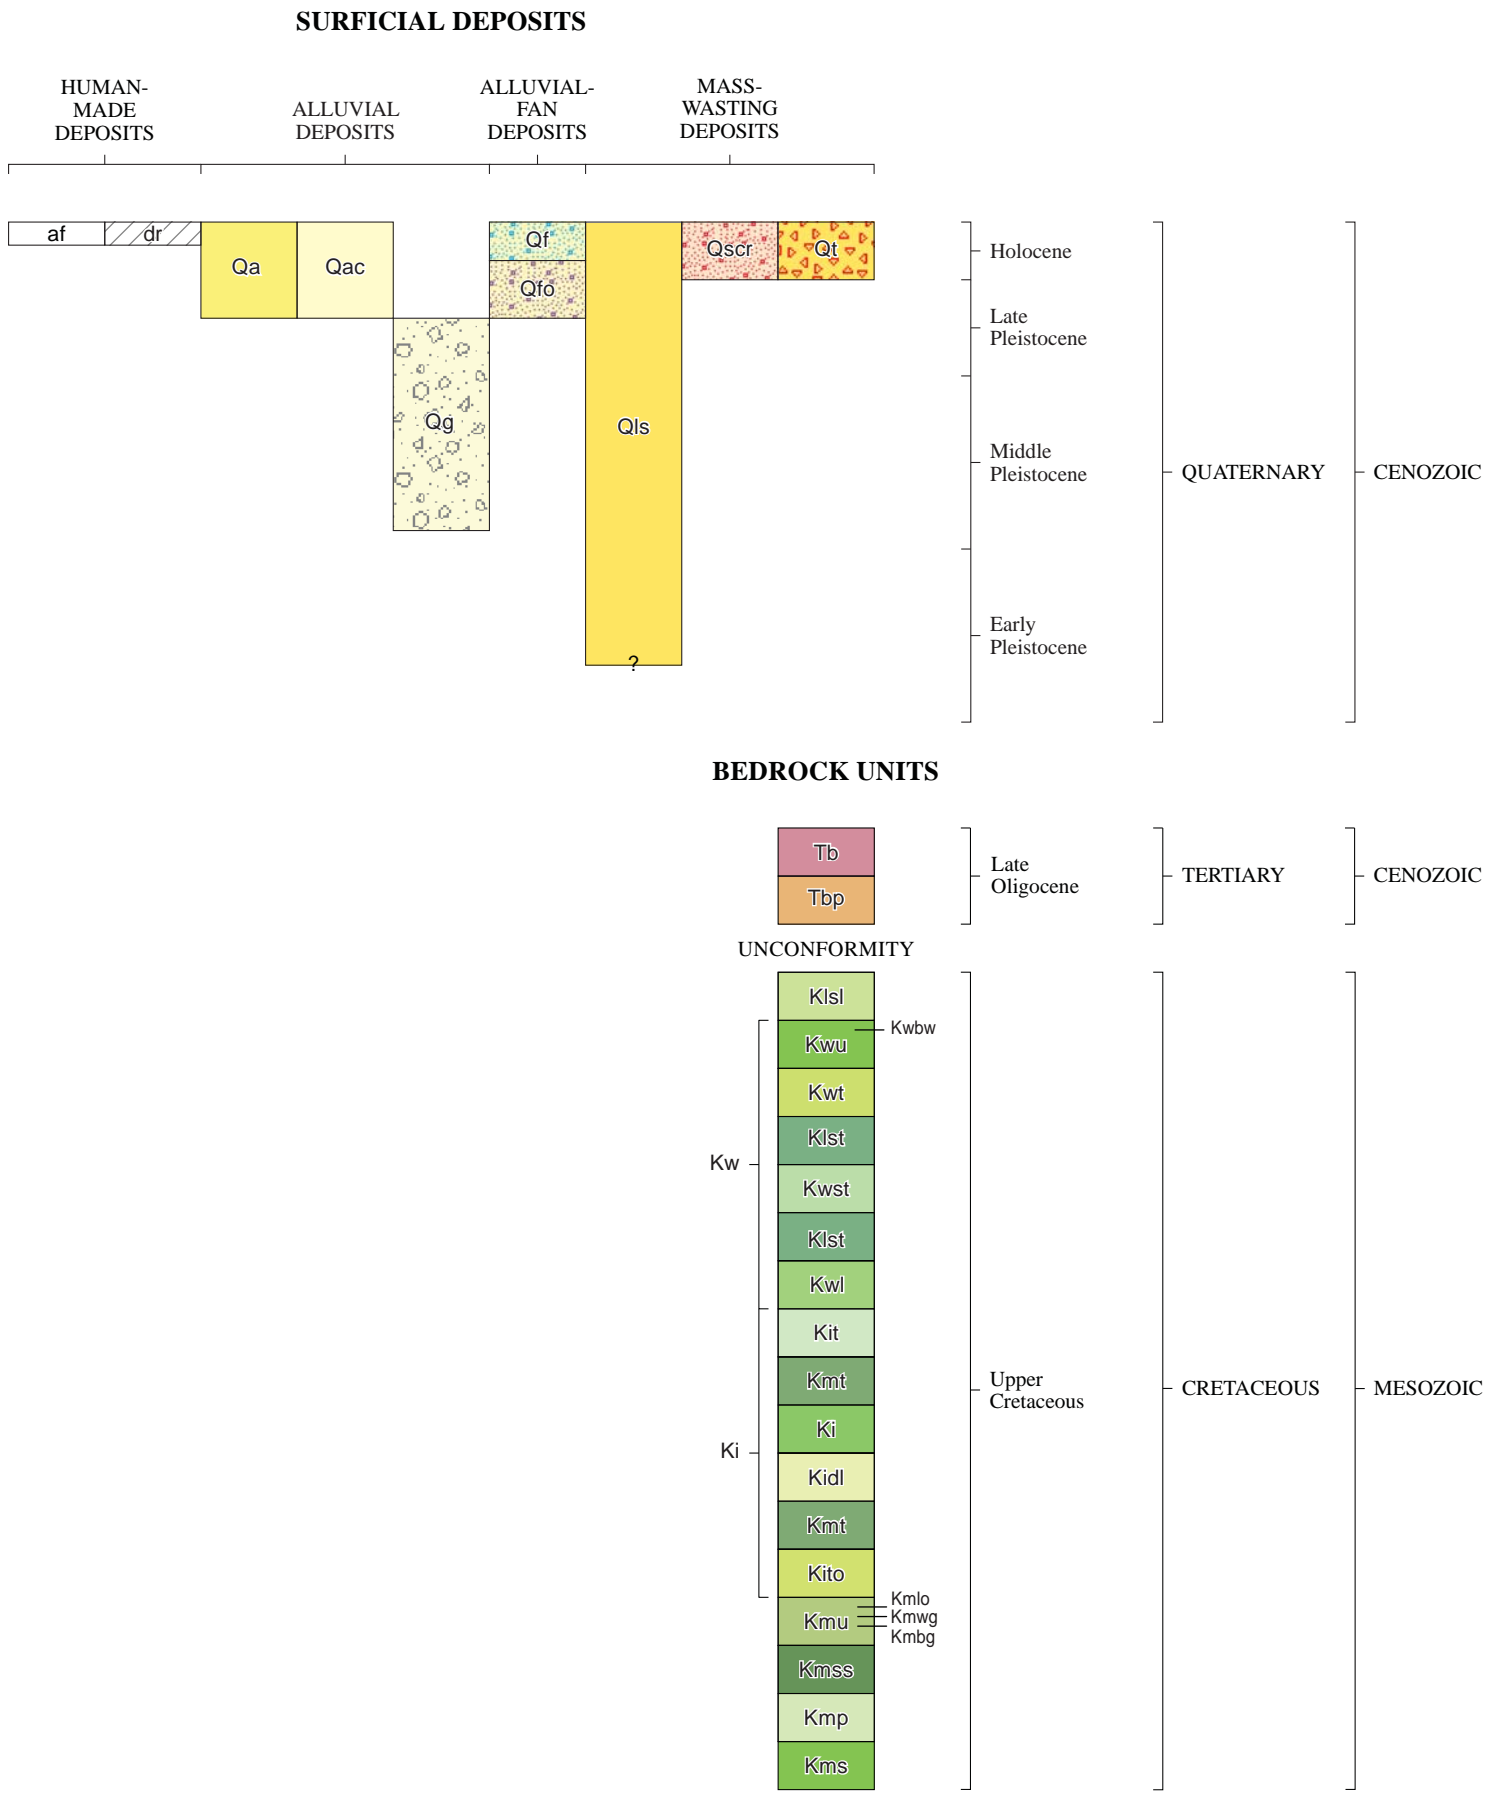 SURFICIAL DEPOSITS
HUMAN-
MADE
DEPOSITS
ALLUVIAL
DEPOSITS
ALLUVIAL-
FAN
DEPOSITS
MASS-
WASTING
DEPOSITS
af
dr
Qa
Qac
Qg
Qf
Qfo
Qls
?
Qscr
Qt
Holocene
Late
Pleistocene
Middle
Pleistocene
Early
Pleistocene
QUATERNARY
CENOZOIC
BEDROCK UNITS
Tb
Tbp
Late
Oligocene
TERTIARY
CENOZOIC
UNCONFORMITY
Klsl
Kwu
Kwbw
Kwt
Klst
Kw
Kwst
Klst
Kwl
Kit
Kmt
Ki
Ki
Kidl
Kmt
Kito
Kmu
Kmlo
Kmwg
Kmbg
Kmss
Kmp
Kms
Upper
Cretaceous
CRETACEOUS
MESOZOIC